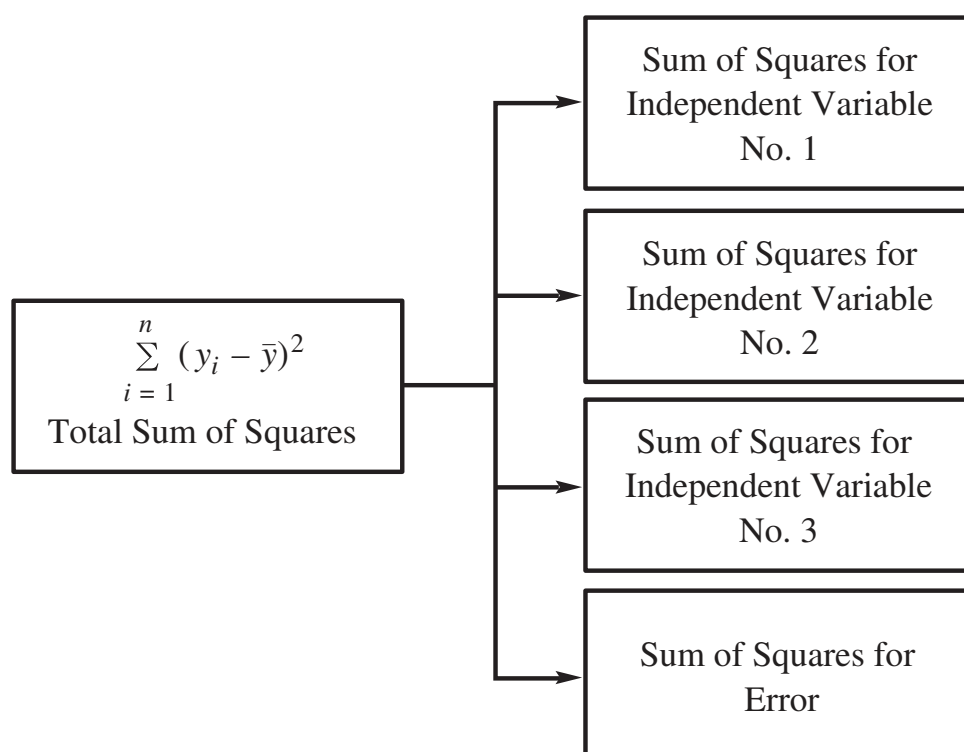 n
∑ (yᵢ – ȳ)²
i = 1
Total Sum of Squares
Sum of Squares for
Independent Variable
No. 1
Sum of Squares for
Independent Variable
No. 2
Sum of Squares for
Independent Variable
No. 3
Sum of Squares for
Error